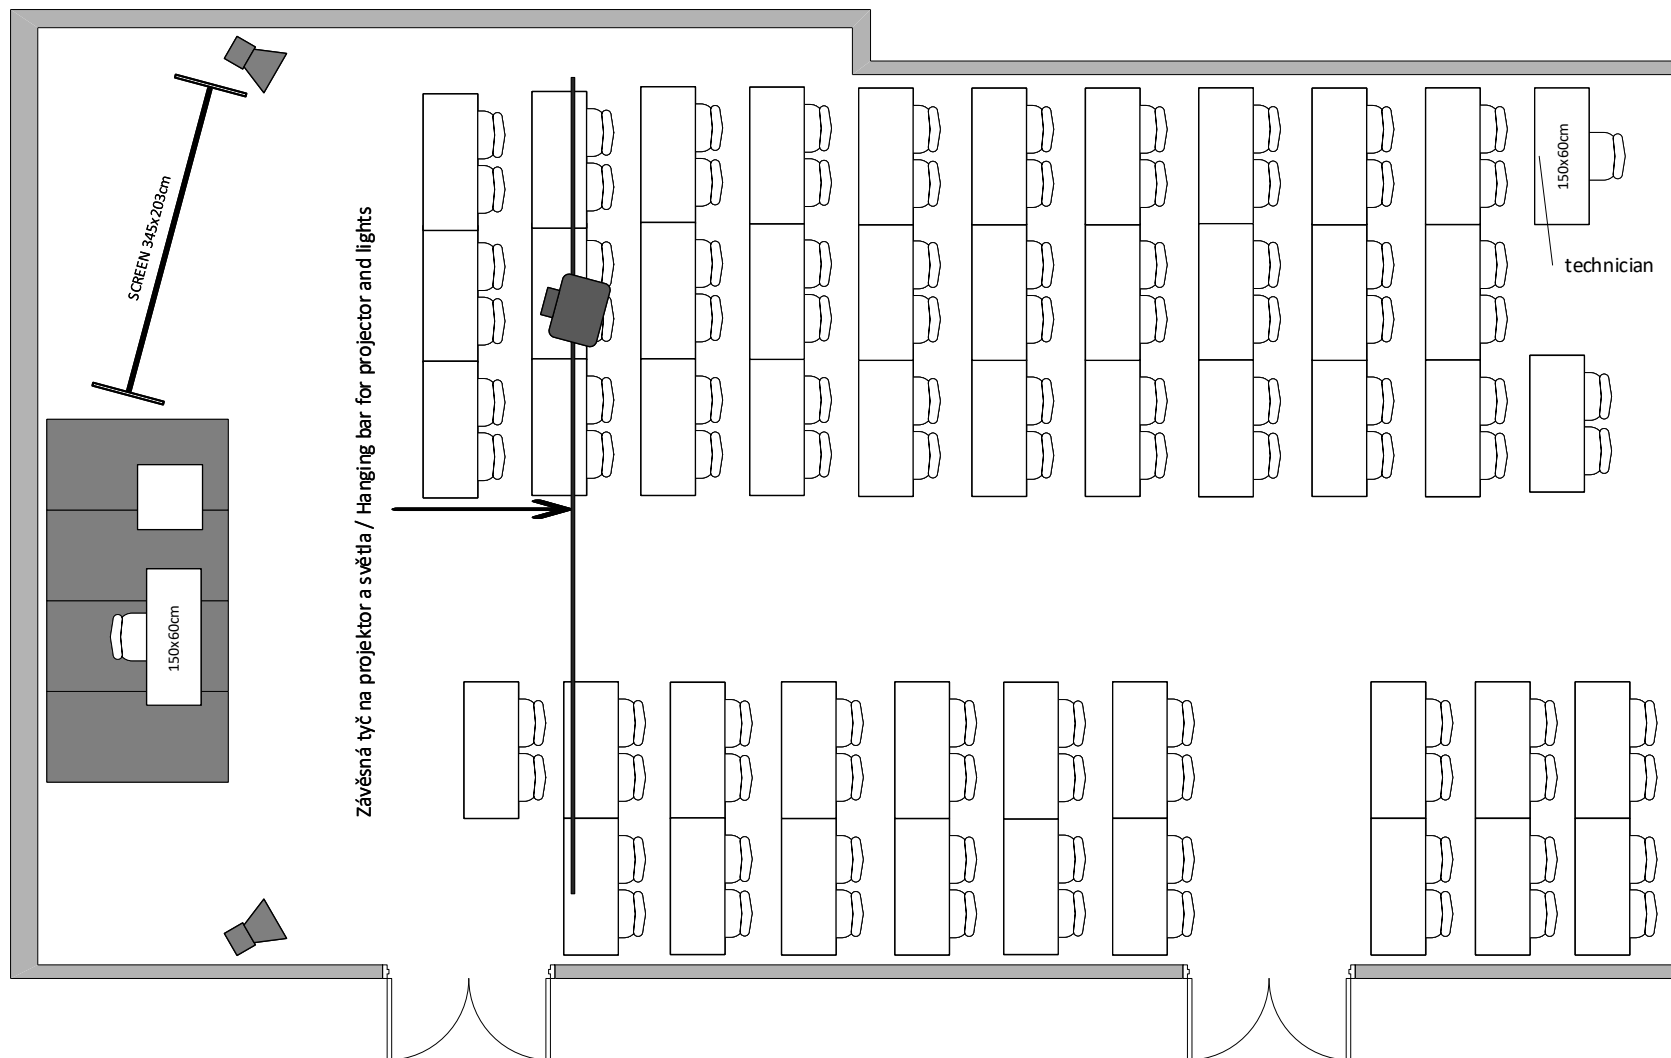 SCREEN 345x203cm
Závěsná tyč na projektor a světla / Hanging bar for projector and lights
150x60cm
technician
150x60cm